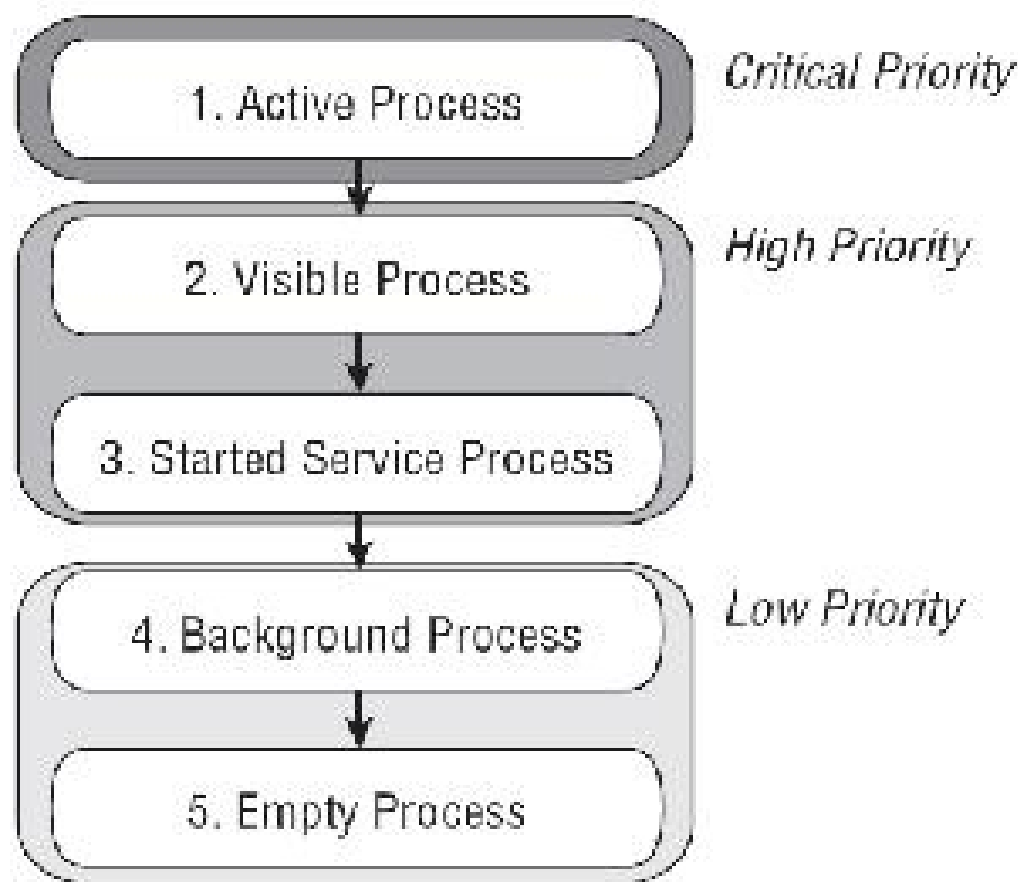 Critical Priority
1. Active Process
High Priority
2. Visible Process
3. Started Service Process
Low Priority
4. Background Process
5. Empty Process